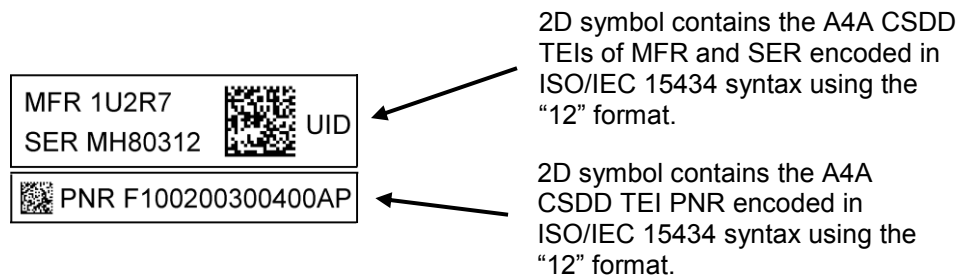 2D symbol contains the A4A CSDD
TEIs of MFR and SER encoded in
ISO/IEC 15434 syntax using the
“12” format.
MFR 1U2R7
SER MH80312
UID
PNR F100200300400AP
2D symbol contains the A4A
CSDD TEI PNR encoded in
ISO/IEC 15434 syntax using the
“12” format.